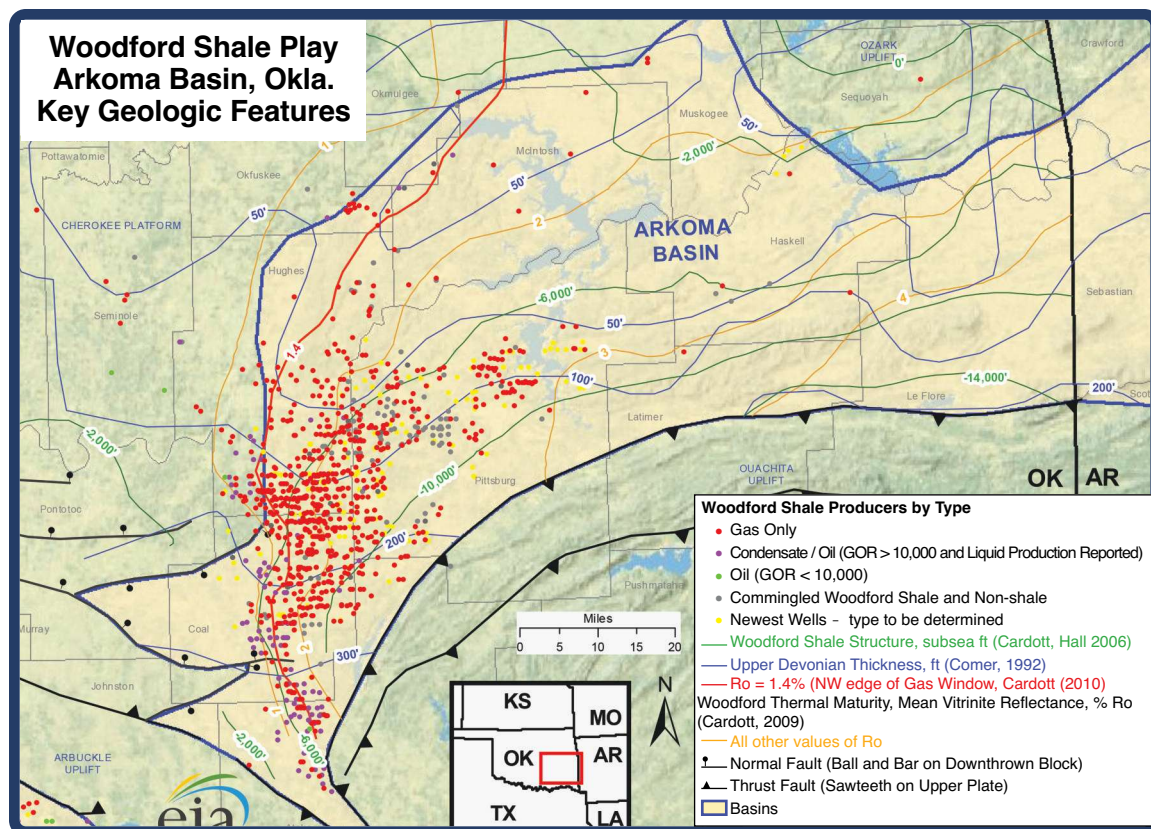 Woodford Shale Play
Arkoma Basin, Okla.
Key Geologic Features
OZARK
UPLIFT
Crawford
0'
Okmulgee
Sequoyah
Muskogee
50'
1
Pottawatomie
McIntosh
-2,000'
Okfuskee
50'
50'
2
CHEROKEE PLATFORM
ARKOMA
BASIN
Haskell
Hughes
-6,000'
4
Sebastian
Seminole
50'
1.4
3
100'
-14,000'
200'
Le Flore
Scot
Latimer
-2,000'
-10,000'
Pittsburg
OUACHITA
UPLIFT
OK
AR
Pontotoc
200'
Pushmataha
Murray
Coal
2
300'
Johnston
1
-2,000'
-6,000'
ARBUCKLE
UPLIFT
eia
Miles
0 5 10 15 20
N
KS
MO
OK
AR
TX
LA
Woodford Shale Producers by Type
Gas Only
Condensate / Oil (GOR > 10,000 and Liquid Production Reported)
Oil (GOR < 10,000)
Commingled Woodford Shale and Non-shale
Newest Wells - type to be determined
Woodford Shale Structure, subsea ft (Cardott, Hall 2006)
Upper Devonian Thickness, ft (Comer, 1992)
Ro = 1.4% (NW edge of Gas Window, Cardott (2010)
Woodford Thermal Maturity, Mean Vitrinite Reflectance, % Ro
(Cardott, 2009)
All other values of Ro
Normal Fault (Ball and Bar on Downthrown Block)
Thrust Fault (Sawteeth on Upper Plate)
Basins